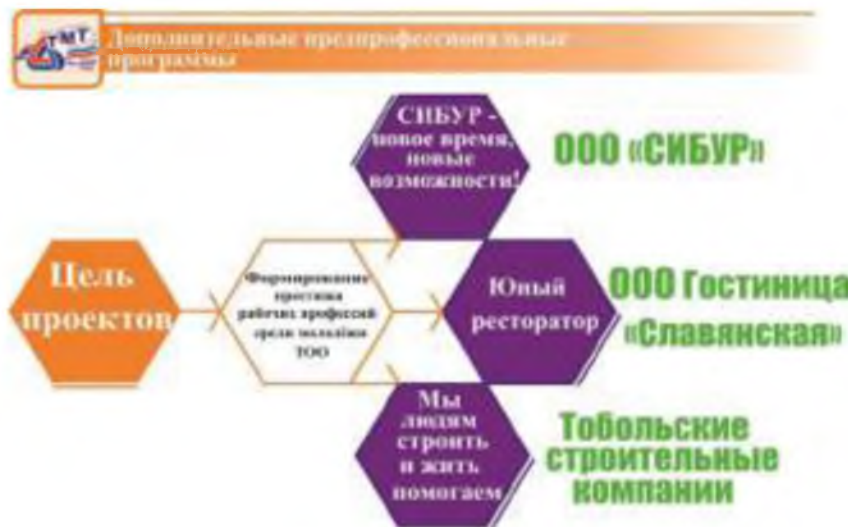 ТМТ
Дополнительные предпрофессиональные
программы
СИБУР -
новое время,
новые
возможности!
ООО «СИБУР»
Цель
проектов
Формирование
престижа
рабочих профессий
среди молодёжи
ТОО
Юный
ресторатор
ООО Гостиница
«Славянская»
Мы
людям
строить
и жить
помогаем
Тобольские
строительные
компании